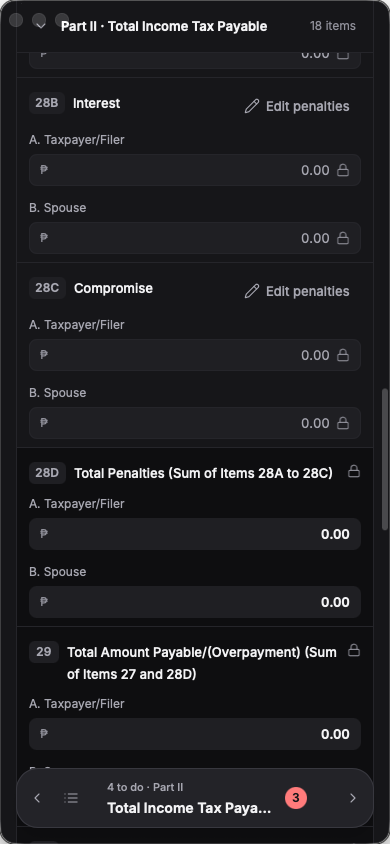 Part II · Total Income Tax Payable
18 items
₱ 0.00
28B Interest
Edit penalties
A. Taxpayer/Filer
₱ 0.00
B. Spouse
₱ 0.00
28C Compromise
Edit penalties
A. Taxpayer/Filer
₱ 0.00
B. Spouse
₱ 0.00
28D Total Penalties (Sum of Items 28A to 28C)
A. Taxpayer/Filer
₱ 0.00
B. Spouse
₱ 0.00
29 Total Amount Payable/(Overpayment) (Sum
of Items 27 and 28D)
A. Taxpayer/Filer
₱ 0.00
4 to do · Part II
Total Income Tax Paya...
3